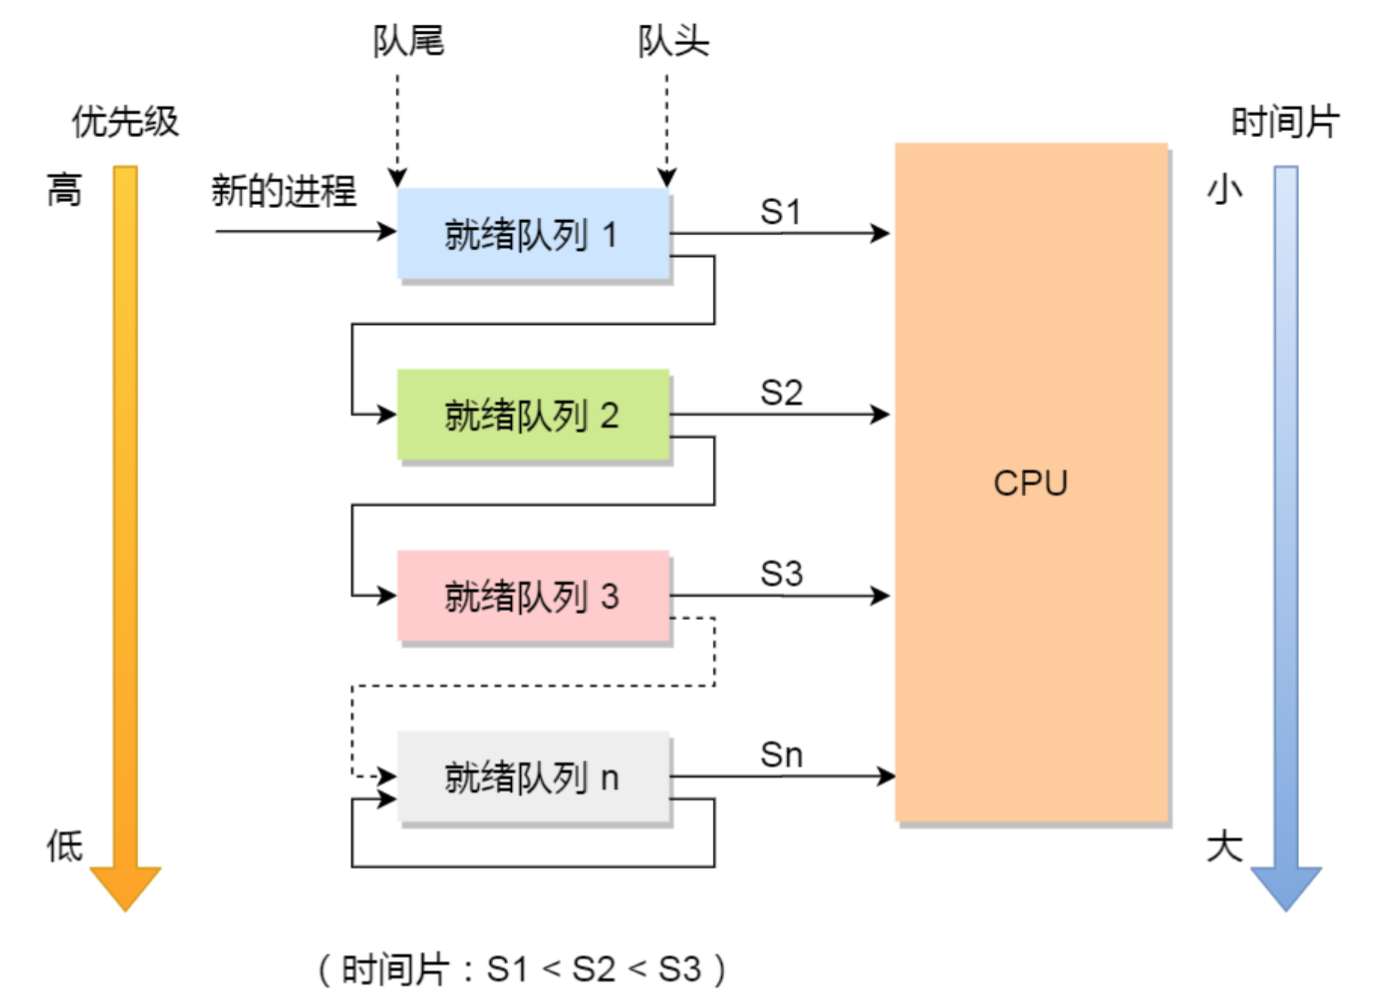 队尾
队头
优先级
时间片
高
新的进程
小
S1
就绪队列 1
S2
就绪队列 2
CPU
S3
就绪队列 3
Sn
就绪队列 n
低
大
（时间片：S1 < S2 < S3）